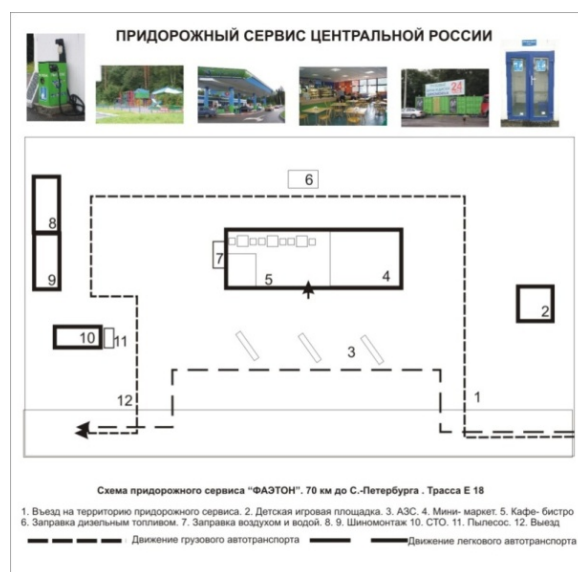 ПРИДОРОЖНЫЙ СЕРВИС ЦЕНТРАЛЬНОЙ РОССИИ
24
6
8
7
9
5
4
2
10
11
3
12
1
Схема придорожного сервиса “ФАЭТОН”. 70 км до С.-Петербурга . Трасса Е 18
1. Въезд на территорию придорожного сервиса. 2. Детская игровая площадка. 3. АЗС. 4. Мини- маркет. 5. Кафе- бистро
6. Заправка дизельным топливом. 7. Заправка воздухом и водой. 8. 9. Шиномонтаж 10. СТО. 11. Пылесос. 12. Выезд
Движение грузового автотранспорта Движение легкового автотранспорта